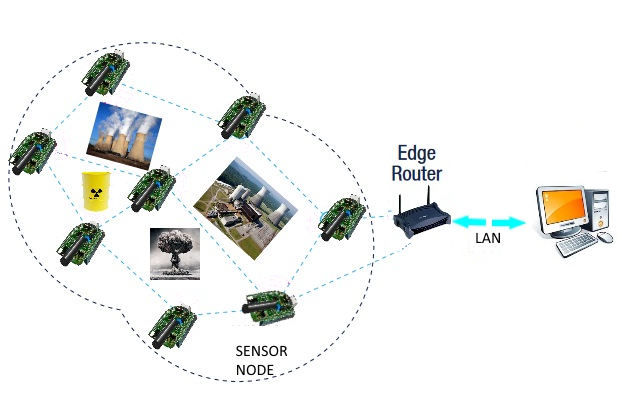 Edge
Router
LAN
SENSOR
NODE